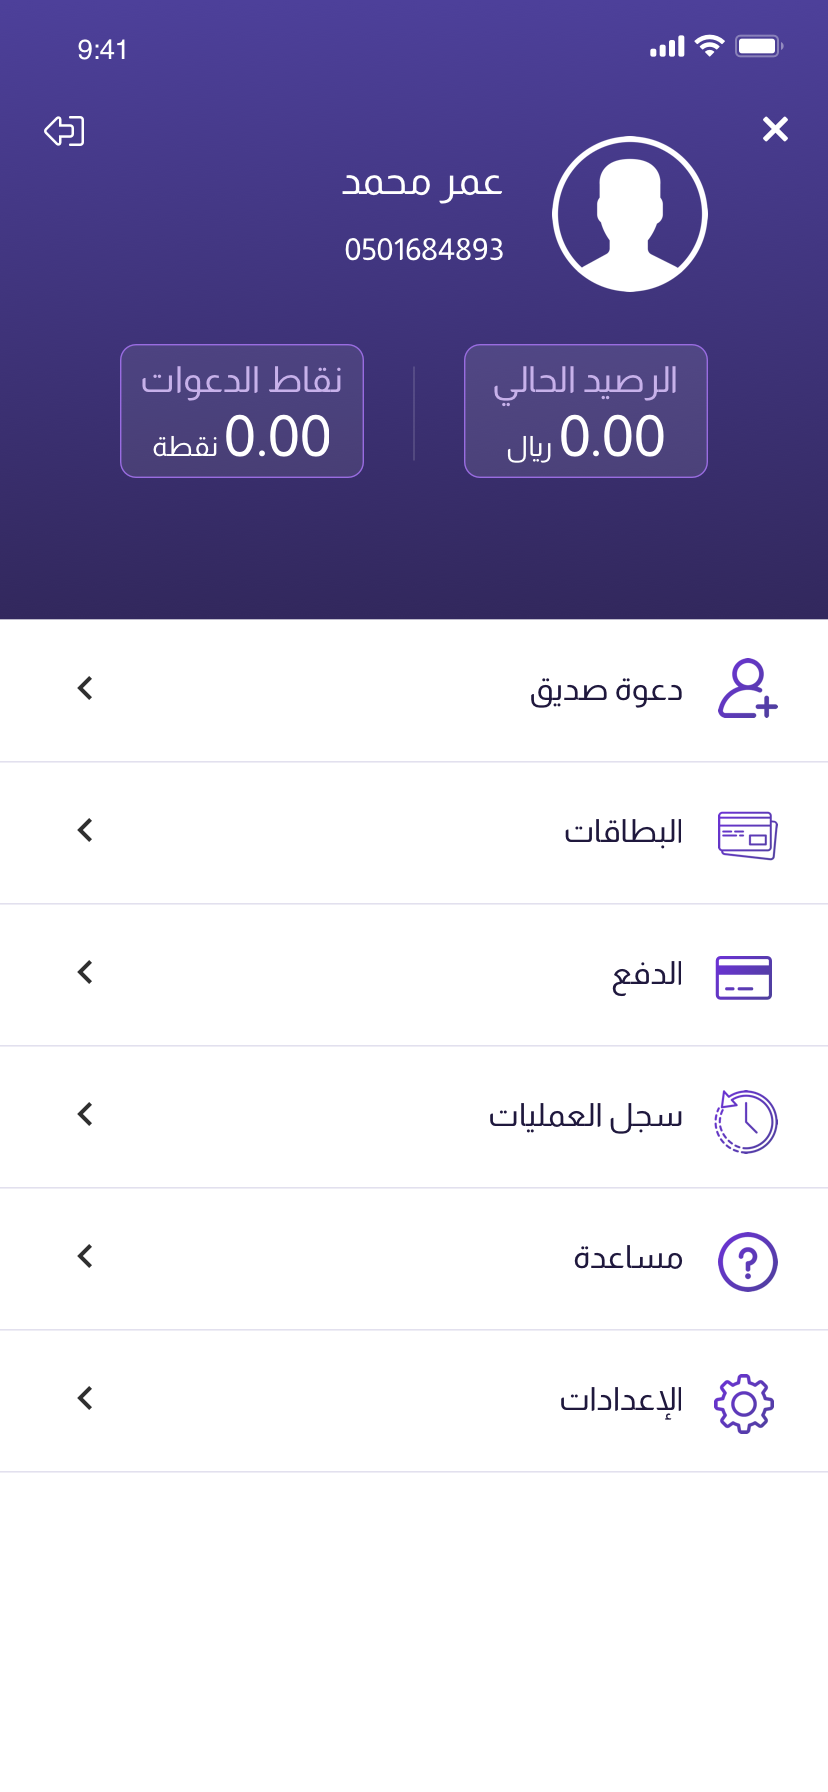 9:41
عمر محمد
0501684893
الرصيد الحالي
0.00 ريال
نقاط الدعوات
0.00 نقطة
دعوة صديق
البطاقات
الدفع
سجل العمليات
مساعدة
الإعدادات